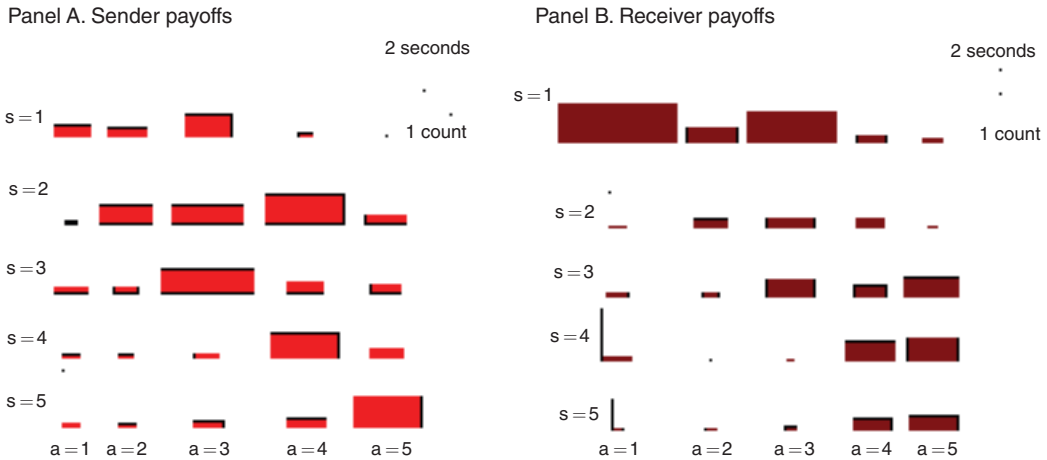 Panel A. Sender payoffs
2 seconds
s = 1
1 count
s = 2
s = 3
s = 4
s = 5
a = 1 a = 2 a = 3 a = 4 a = 5
Panel B. Receiver payoffs
2 seconds
s = 1
1 count
s = 2
s = 3
s = 4
s = 5
a = 1 a = 2 a = 3 a = 4 a = 5